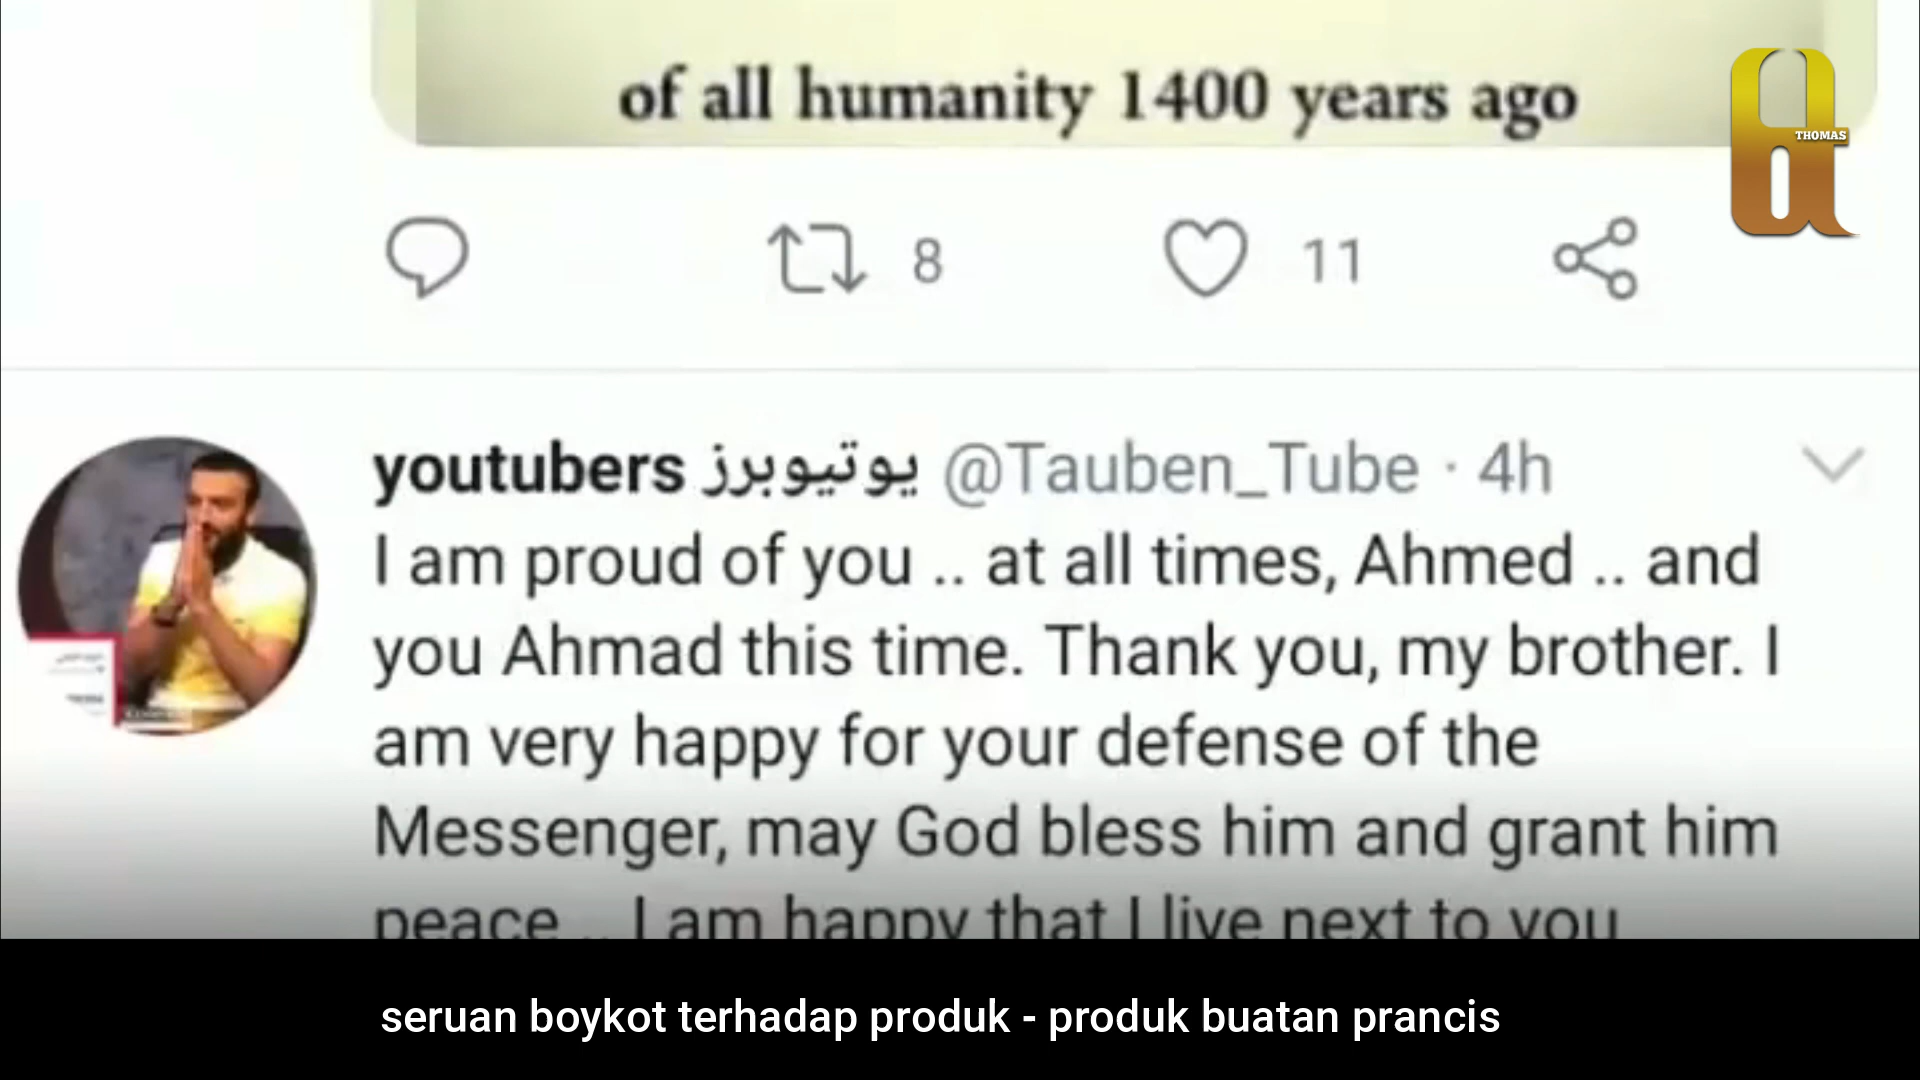 of all humanity 1400 years ago
THOMAS
8
11
youtubers يوتيوبرز @Tauben_Tube · 4h
I am proud of you .. at all times, Ahmed .. and
you Ahmad this time. Thank you, my brother. I
am very happy for your defense of the
Messenger, may God bless him and grant him
peace .. I am happy that I live next to you
seruan boykot terhadap produk - produk buatan prancis